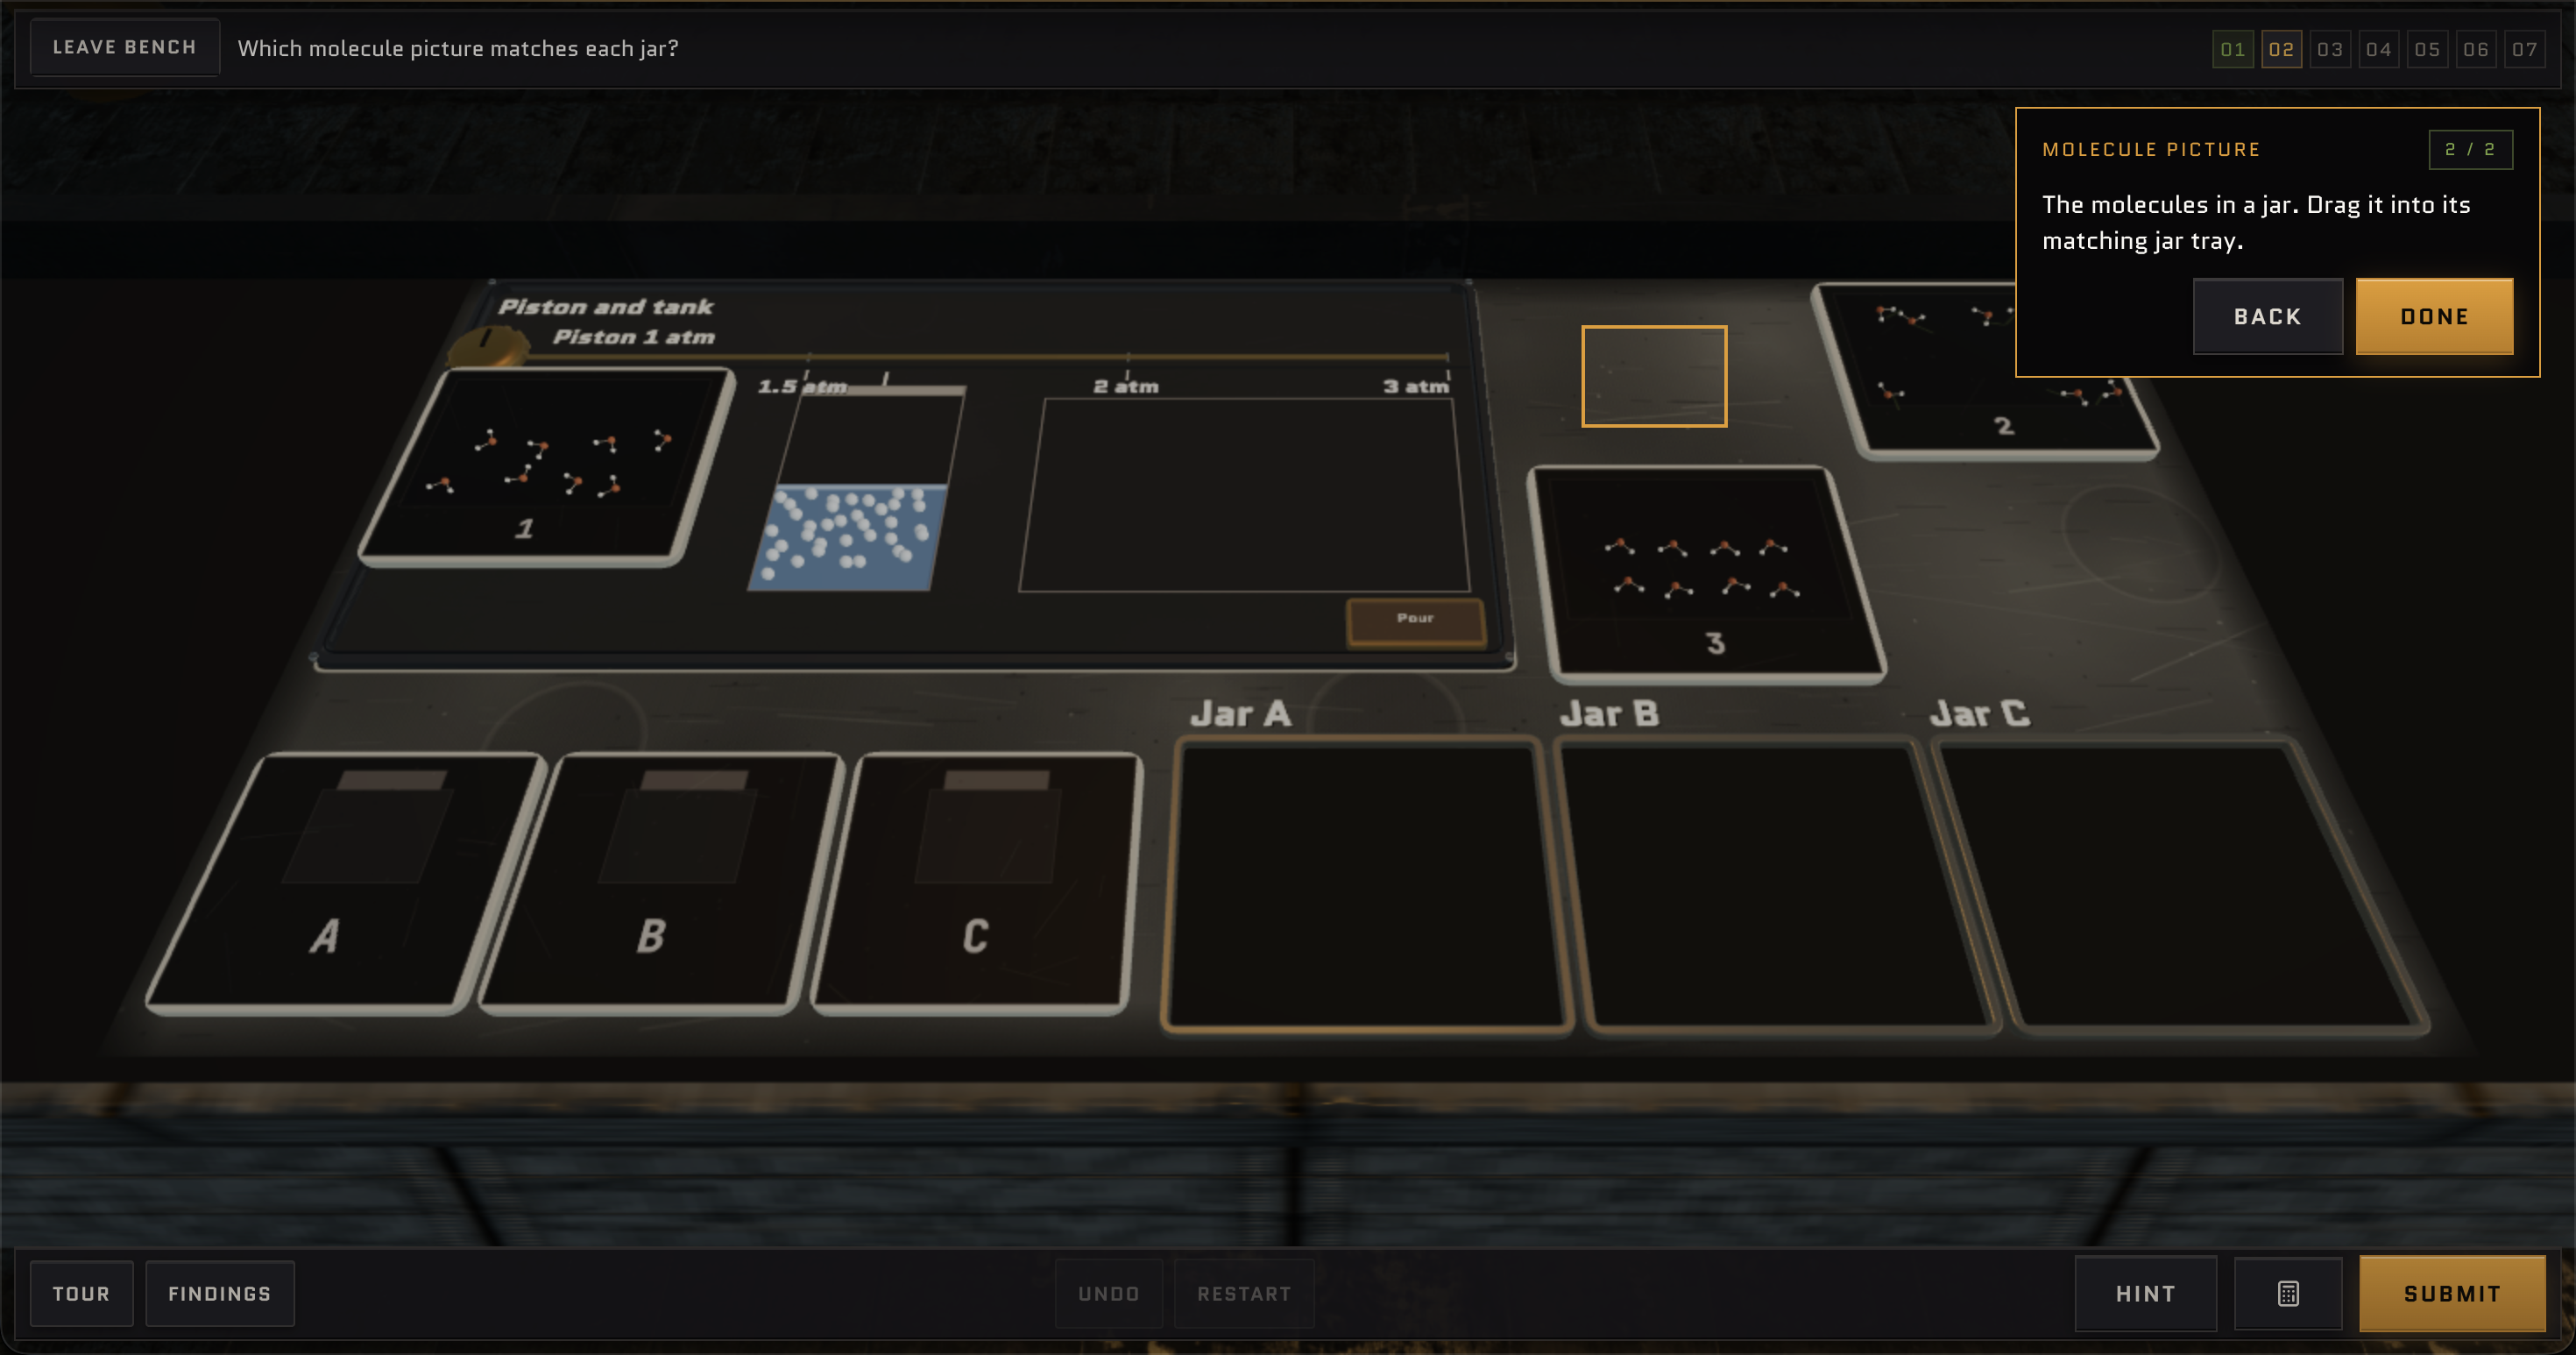 LEAVE BENCH
Which molecule picture matches each jar?
01 02 03 04 05 06 07
MOLECULE PICTURE
2 / 2
The molecules in a jar. Drag it into its
matching jar tray.
BACK
DONE
Piston and tank
Piston 1 atm
1.5 atm
2 atm
3 atm
1
2
3
Pour
Jar A
Jar B
Jar C
A
B
C
TOUR
FINDINGS
UNDO
RESTART
HINT
SUBMIT